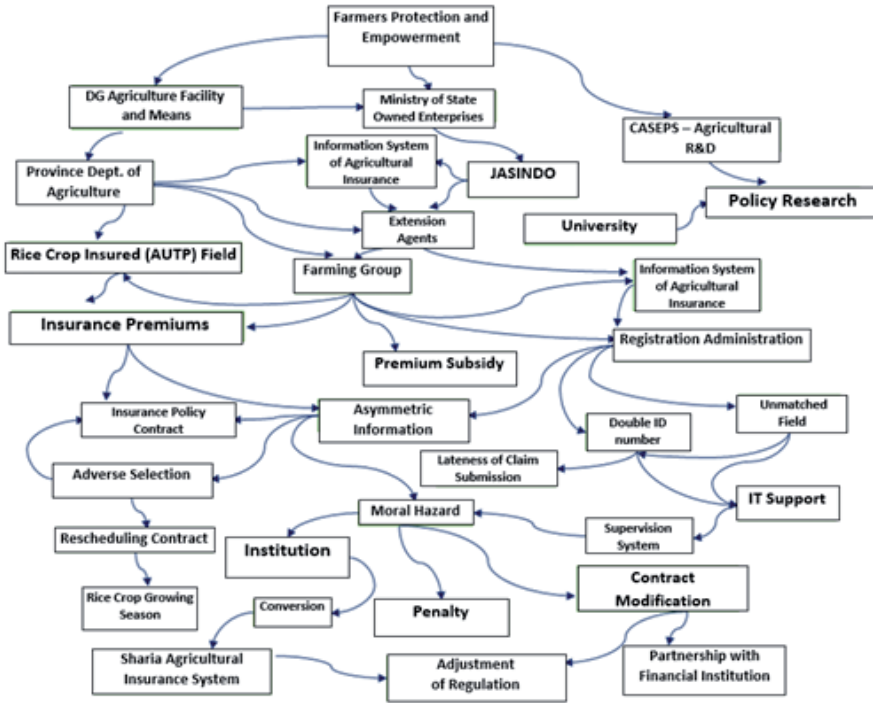 Farmers Protection and
Empowerment
DG Agriculture Facility
and Means
Ministry of State
Owned Enterprises
CASEPS – Agricultural
R&D
Information System
of Agricultural
Insurance
Province Dept. of
Agriculture
JASINDO
Policy Research
University
Extension
Agents
Rice Crop Insured (AUTP) Field
Farming Group
Information System
of Agricultural
Insurance
Insurance Premiums
Registration Administration
Premium Subsidy
Insurance Policy
Contract
Asymmetric
Information
Unmatched
Field
Double ID
number
Lateness of Claim
Submission
Adverse Selection
IT Support
Moral Hazard
Supervision
System
Rescheduling Contract
Institution
Contract
Modification
Rice Crop Growing
Season
Conversion
Penalty
Sharia Agricultural
Insurance System
Adjustment
of Regulation
Partnership with
Financial Institution